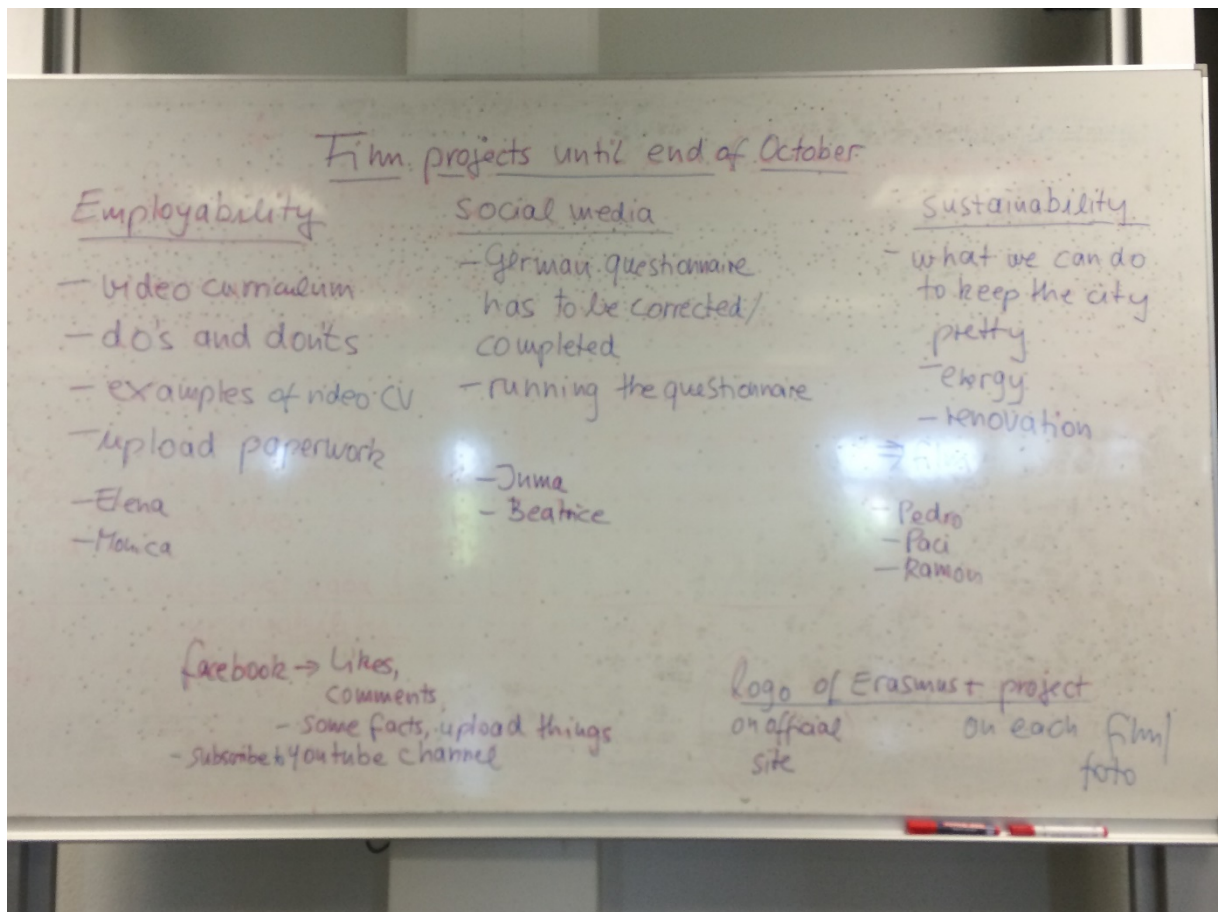 Film projects until end of October
Employability
- video curriculum
- do's and dont's
- examples of video CV
- upload paperwork
- Elena
- Monica
Social media
- German questionnaire
has to be corrected/
completed
- running the questionnaire
- Juma
- Beatrice
Sustainability
- what we can do
to keep the city
pretty
- energy
- renovation
⇒
- Pedro
- Paci
- Ramón
facebook → Likes,
comments
- some facts, upload things
- subscribe to Youtube channel
Logo of Erasmus+ project
on official
site
on each film/
foto